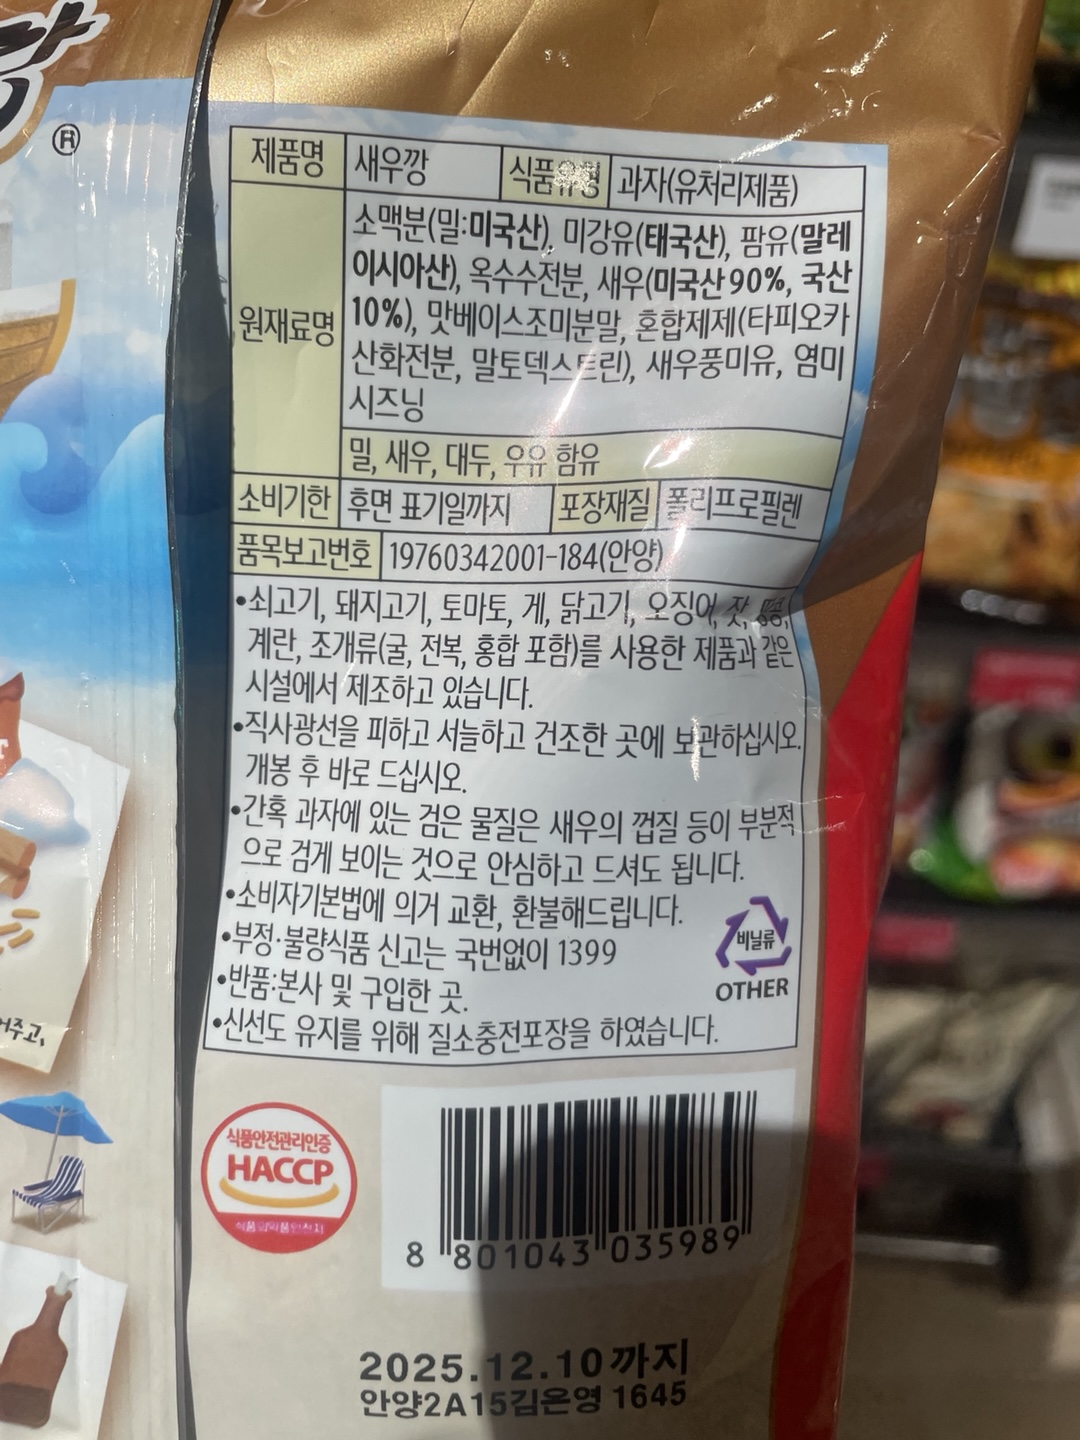 깡
®
제품명 새우깡 식품유형 과자(유처리제품)
원재료명
소맥분(밀:미국산), 미강유(태국산), 팜유(말레
이시아산), 옥수수전분, 새우(미국산 90%, 국산
10%), 맛베이스조미분말, 혼합제제(타피오카
산화전분, 말토덱스트린), 새우풍미유, 염미
시즈닝
밀, 새우, 대두, 우유 함유
소비기한 후면 표기일까지 포장재질 폴리프로필렌
품목보고번호 19760342001-184(안양)
•쇠고기, 돼지고기, 토마토, 게, 닭고기, 오징어, 잣, 땅콩,
계란, 조개류(굴, 전복, 홍합 포함)를 사용한 제품과 같은
시설에서 제조하고 있습니다.
•직사광선을 피하고 서늘하고 건조한 곳에 보관하십시오.
개봉 후 바로 드십시오.
•간혹 과자에 있는 검은 물질은 새우의 껍질 등이 부분적
으로 검게 보이는 것으로 안심하고 드셔도 됩니다.
•소비자기본법에 의거 교환, 환불해드립니다.
•부정·불량식품 신고는 국번없이 1399
•반품:본사 및 구입한 곳.
•신선도 유지를 위해 질소충전포장을 하였습니다.
비닐류
OTHER
어주고,
식품안전관리인증
HACCP
식품의약품안전처
8 801043 035989
2025.12.10까지
안양2A15김은영 1645